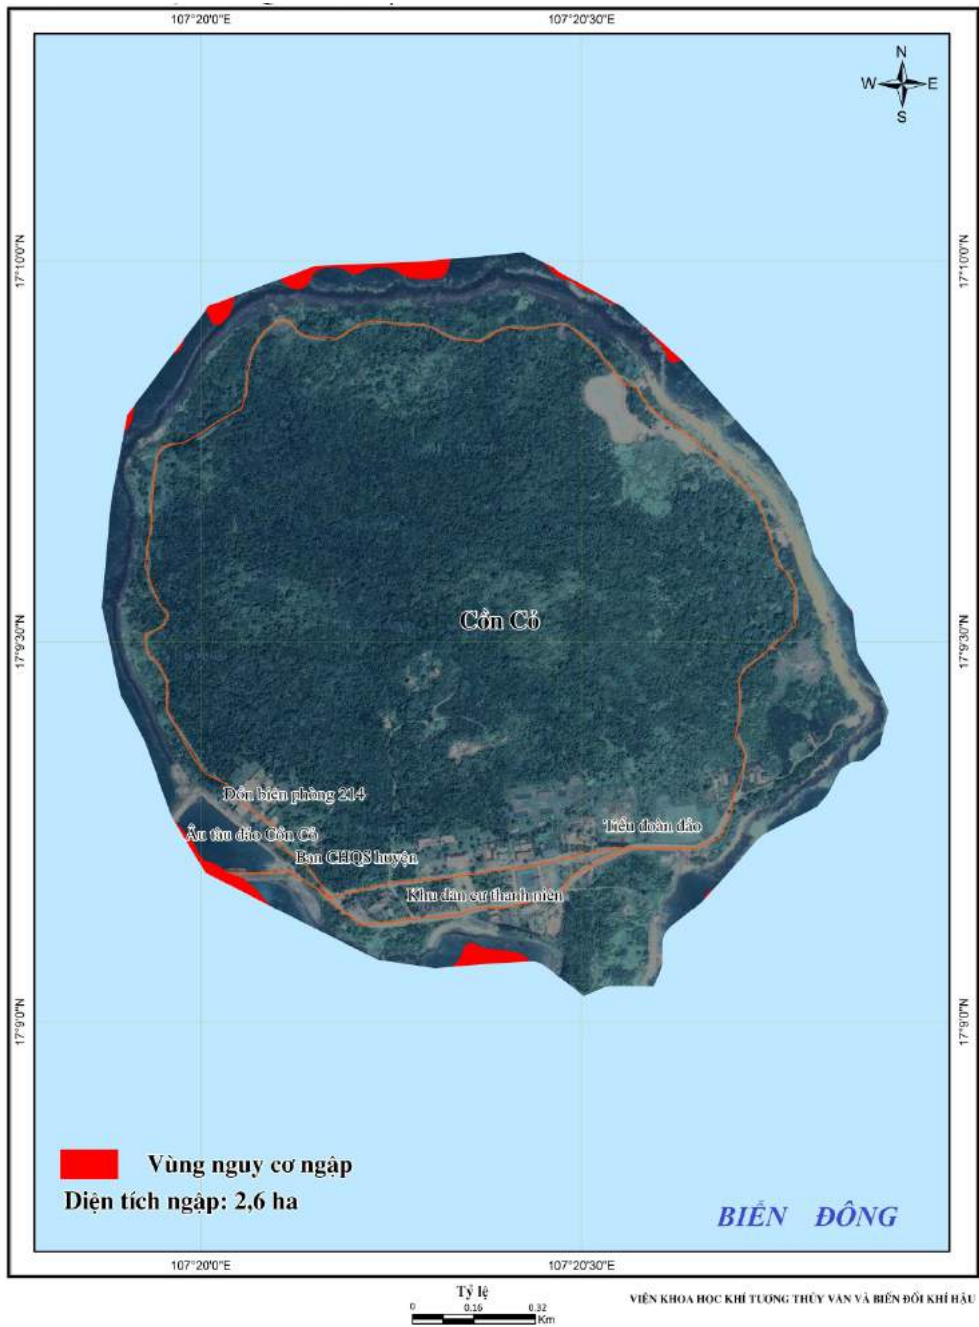 107°20'0"E 107°20'30"E
N
W E
S
17°10'0"N 17°10'0"N
Cồn Cỏ
17°9'30"N 17°9'30"N
Đồn biên phòng 214
Tiểu đoàn đảo
Âu tàu đảo Cồn Cỏ
Ban CHQS huyện
Khu dân cư thanh niên
17°9'0"N 17°9'0"N
Vùng nguy cơ ngập
Diện tích ngập: 2,6 ha
BIỂN ĐÔNG
107°20'0"E 107°20'30"E
Tỷ lệ
0 0.16 0.32
Km
VIỆN KHOA HỌC KHÍ TƯỢNG THỦY VĂN VÀ BIẾN ĐỔI KHÍ HẬU